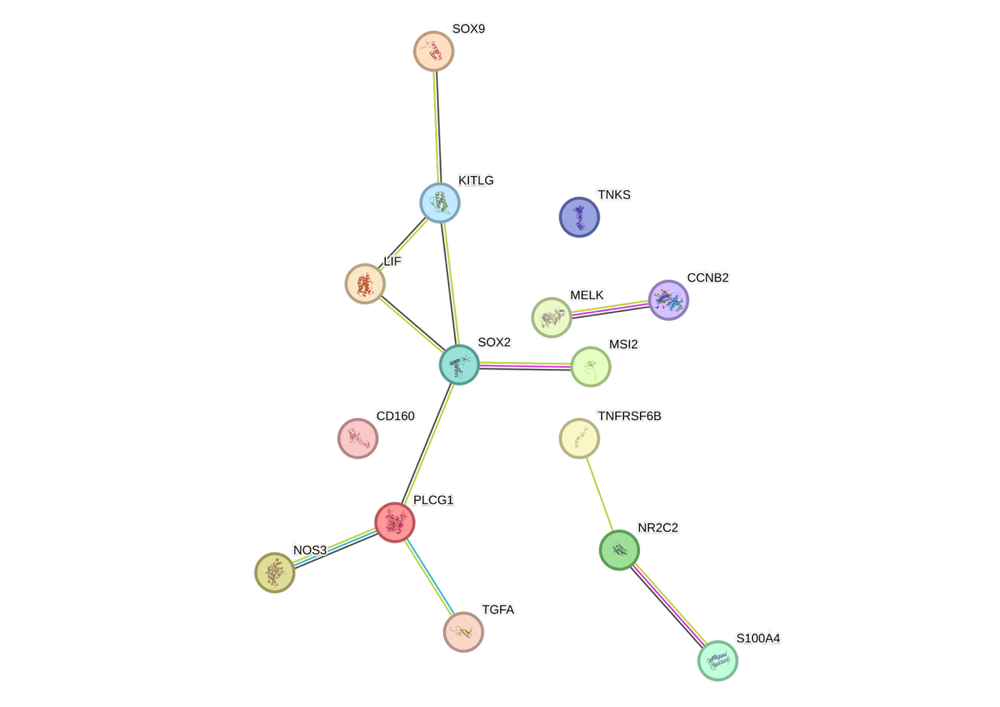 SOX9
KITLG
TNKS
LIF
CCNB2
MELK
SOX2
MSI2
CD160
TNFRSF6B
PLCG1
NR2C2
NOS3
TGFA
S100A4